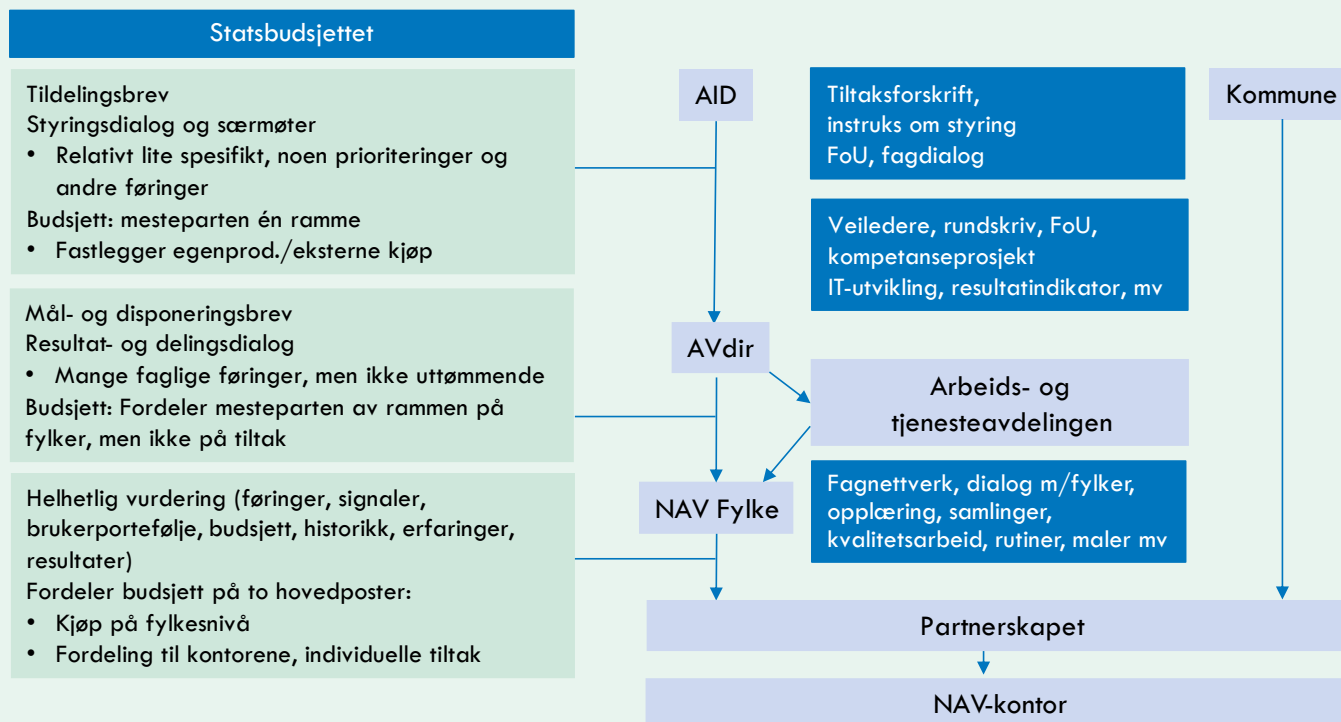 Statsbudsjettet
Tildelingsbrev
Styringsdialog og særmøter
• Relativt lite spesifikt, noen prioriteringer og
andre føringer
Budsjett: mesteparten én ramme
• Fastlegger egenprod./eksterne kjøp
Mål- og disponeringsbrev
Resultat- og delingsdialog
• Mange faglige føringer, men ikke uttømmende
Budsjett: Fordeler mesteparten av rammen på
fylker, men ikke på tiltak
Helhetlig vurdering (føringer, signaler,
brukerportefølje, budsjett, historikk, erfaringer,
resultater)
Fordeler budsjett på to hovedposter:
• Kjøp på fylkesnivå
• Fordeling til kontorene, individuelle tiltak
AID
AVdir
NAV Fylke
Tiltaksforskrift,
instruks om styring
FoU, fagdialog
Veiledere, rundskriv, FoU,
kompetanseprosjekt
IT-utvikling, resultatindikator, mv
Arbeids- og
tjenesteavdelingen
Fagnettverk, dialog m/fylker,
opplæring, samlinger,
kvalitetsarbeid, rutiner, maler mv
Kommune
Partnerskapet
NAV-kontor